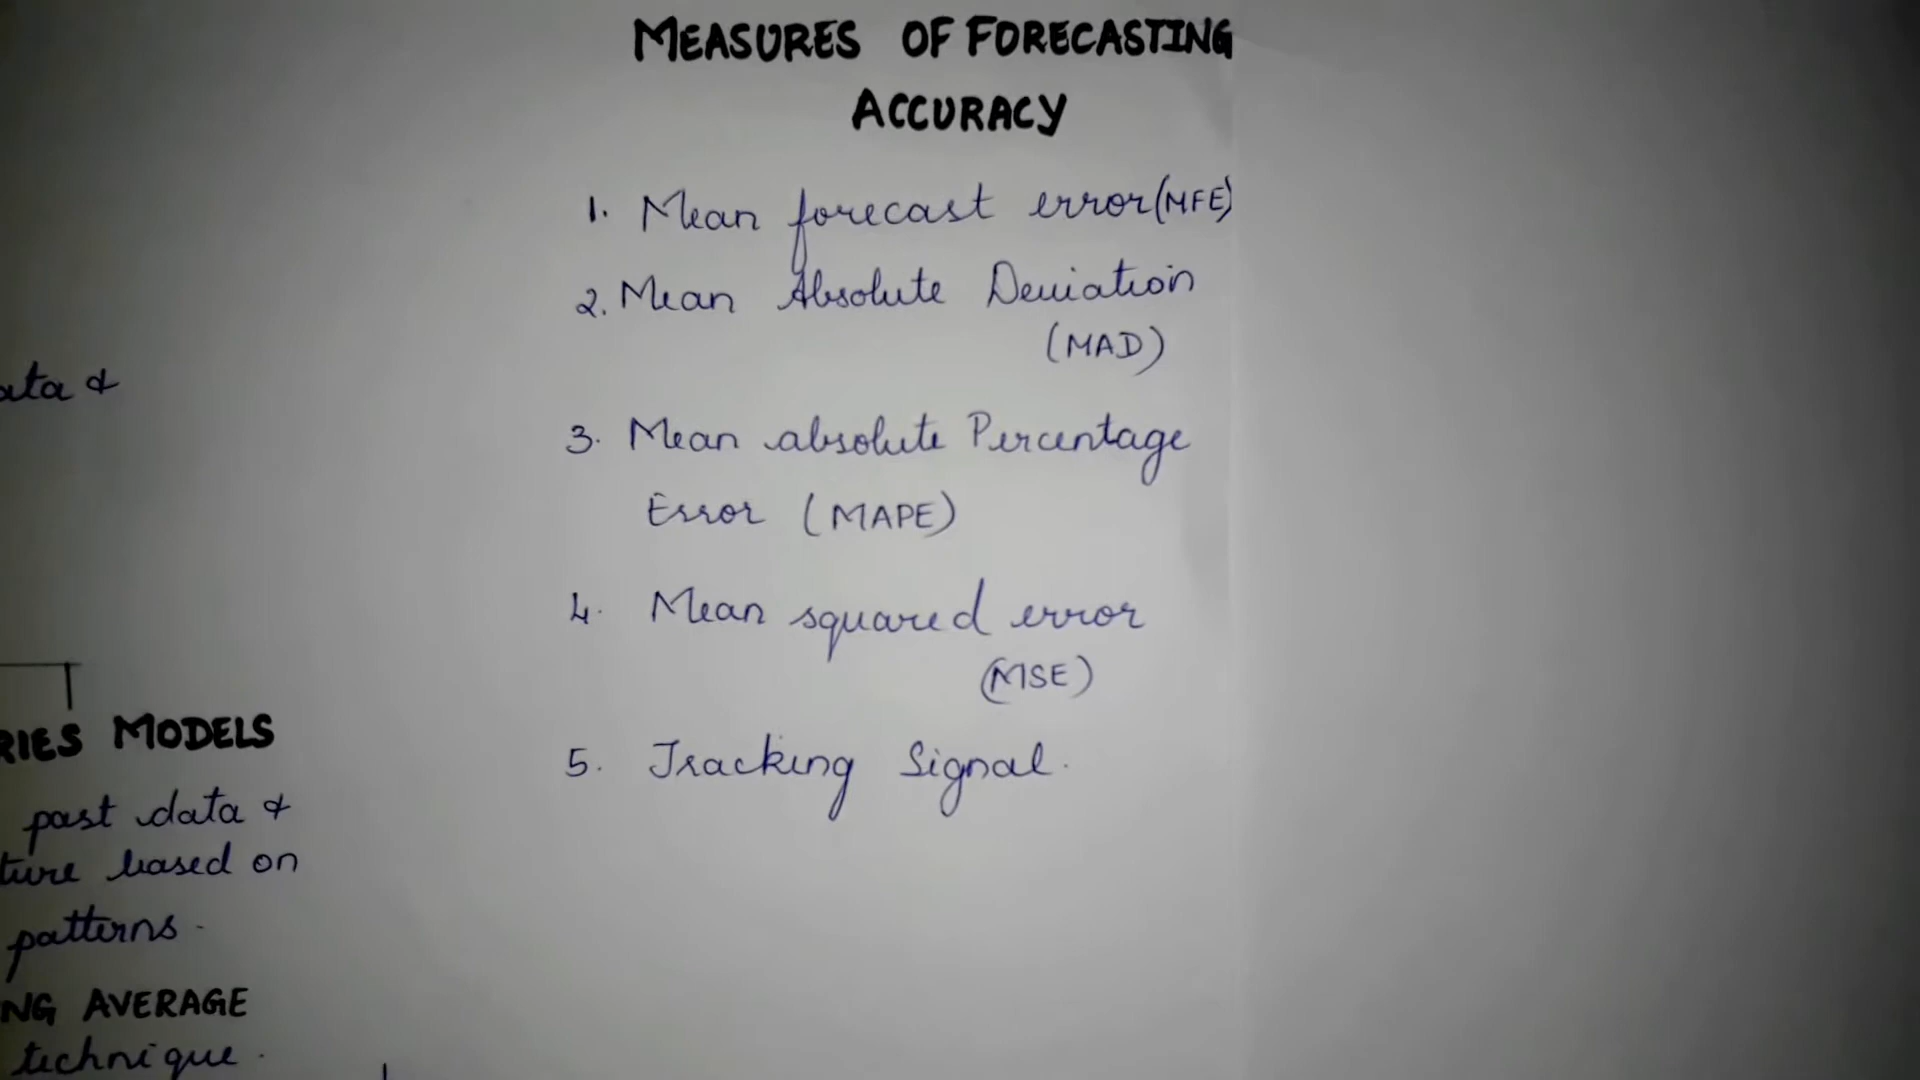 MEASURES OF FORECASTING
ACCURACY
1. Mean forecast error (MFE)
2. Mean Absolute Deviation
(MAD)
3. Mean absolute Percentage
Error (MAPE)
4. Mean squared error
(MSE)
5. Tracking Signal.
ata &
RIES MODELS
past data &
ture based on
patterns.
NG AVERAGE
technique.